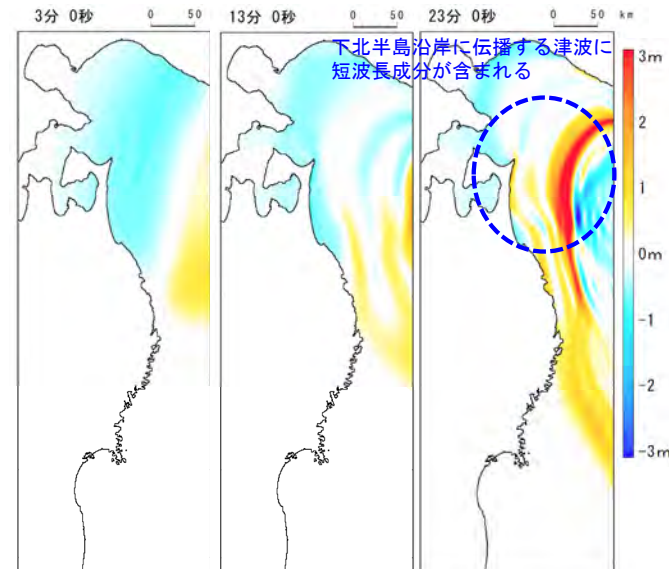 3分 0秒
0 50
13分 0秒
0 50
23分 0秒
0 50 km
下北半島沿岸に伝播する津波に
短波長成分が含まれる
3m
2
1
0m
-1
-2
-3m